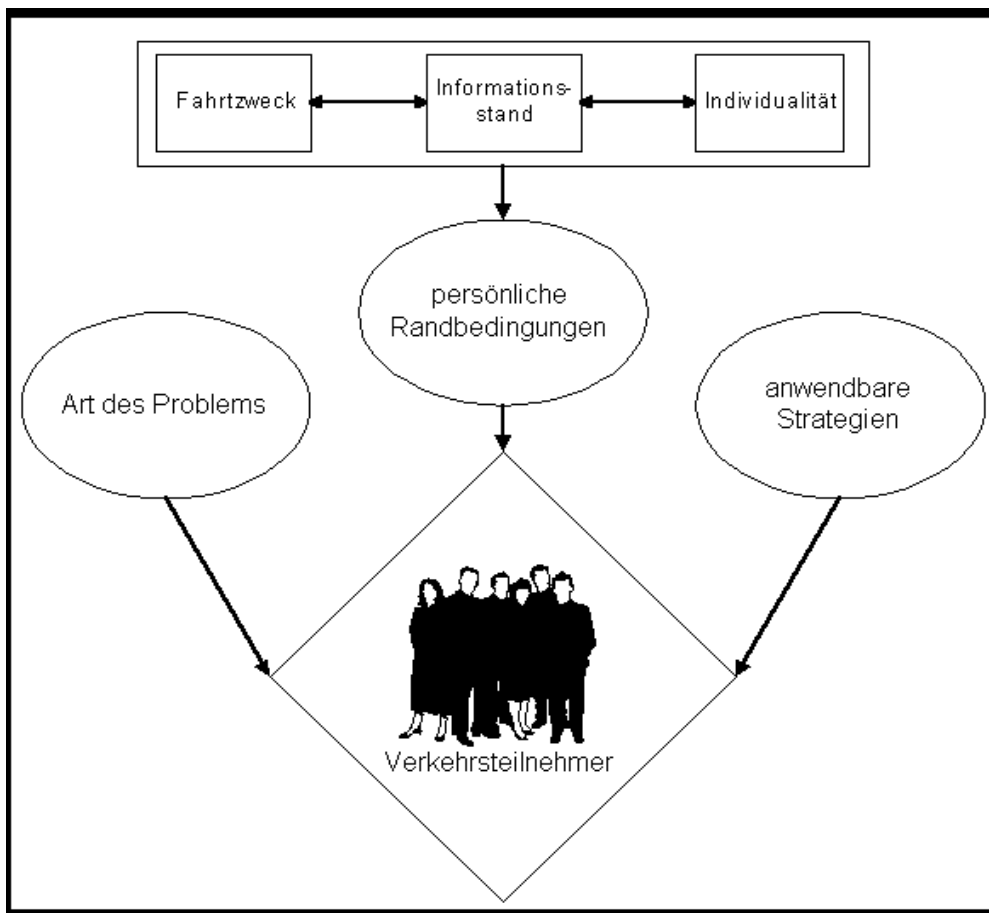 Fahrtzweck
Informations-
stand
Individualität
persönliche
Randbedingungen
Art des Problems
anwendbare
Strategien
Verkehrsteilnehmer